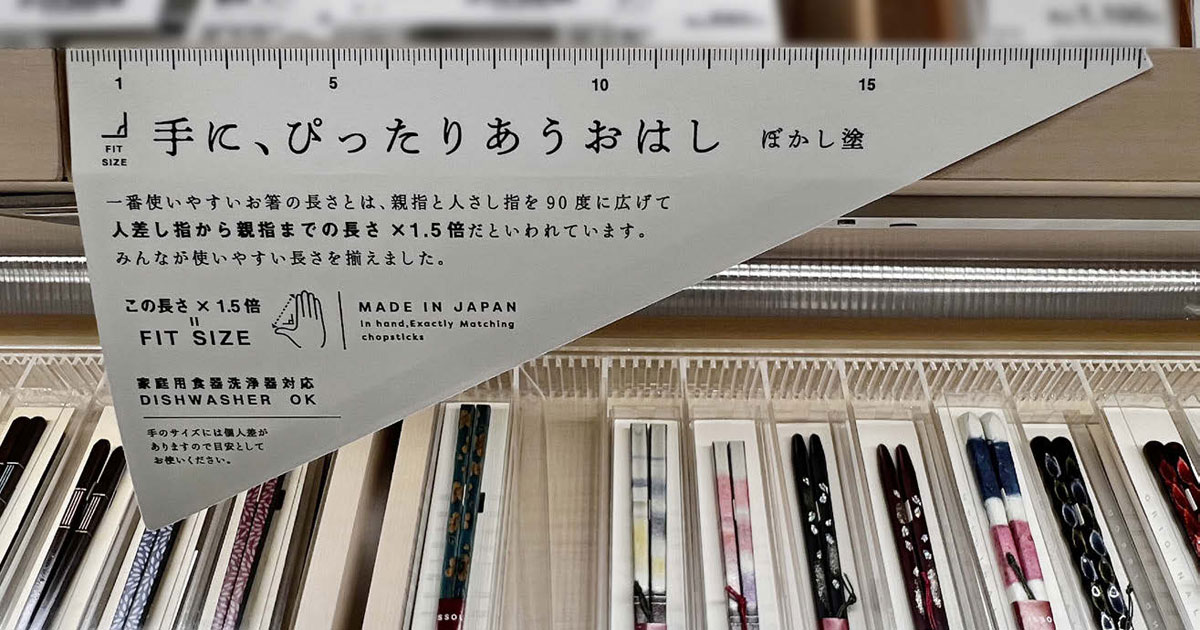 1 5 10 15
FIT
SIZE
手に、ぴったりあうおはし ぼかし塗
一番使いやすいお箸の長さとは、親指と人さし指を90度に広げて
人差し指から親指までの長さ ×1.5倍だといわれています。
みんなが使いやすい長さを揃えました。
この長さ × 1.5倍
=
FIT SIZE
MADE IN JAPAN
In hand,Exactly Matching
chopsticks
家庭用食器洗浄器対応
DISHWASHER OK
手のサイズには個人差が
ありますので目安として
お使いください。